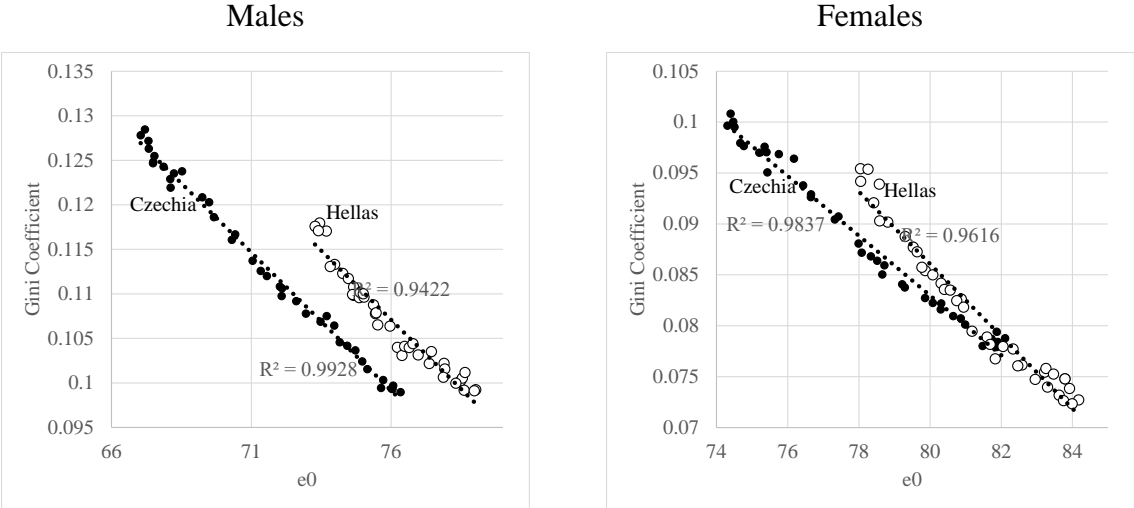 Males
Females
0.135
0.13
0.125
0.12
0.115
0.11
0.105
0.1
0.095
Gini Coefficient
Czechia
Hellas
R² = 0.9422
R² = 0.9928
66 71 76
e0
0.105
0.1
0.095
0.09
0.085
0.08
0.075
0.07
Gini Coefficient
Czechia
Hellas
R² = 0.9837
R² = 0.9616
74 76 78 80 82 84
e0